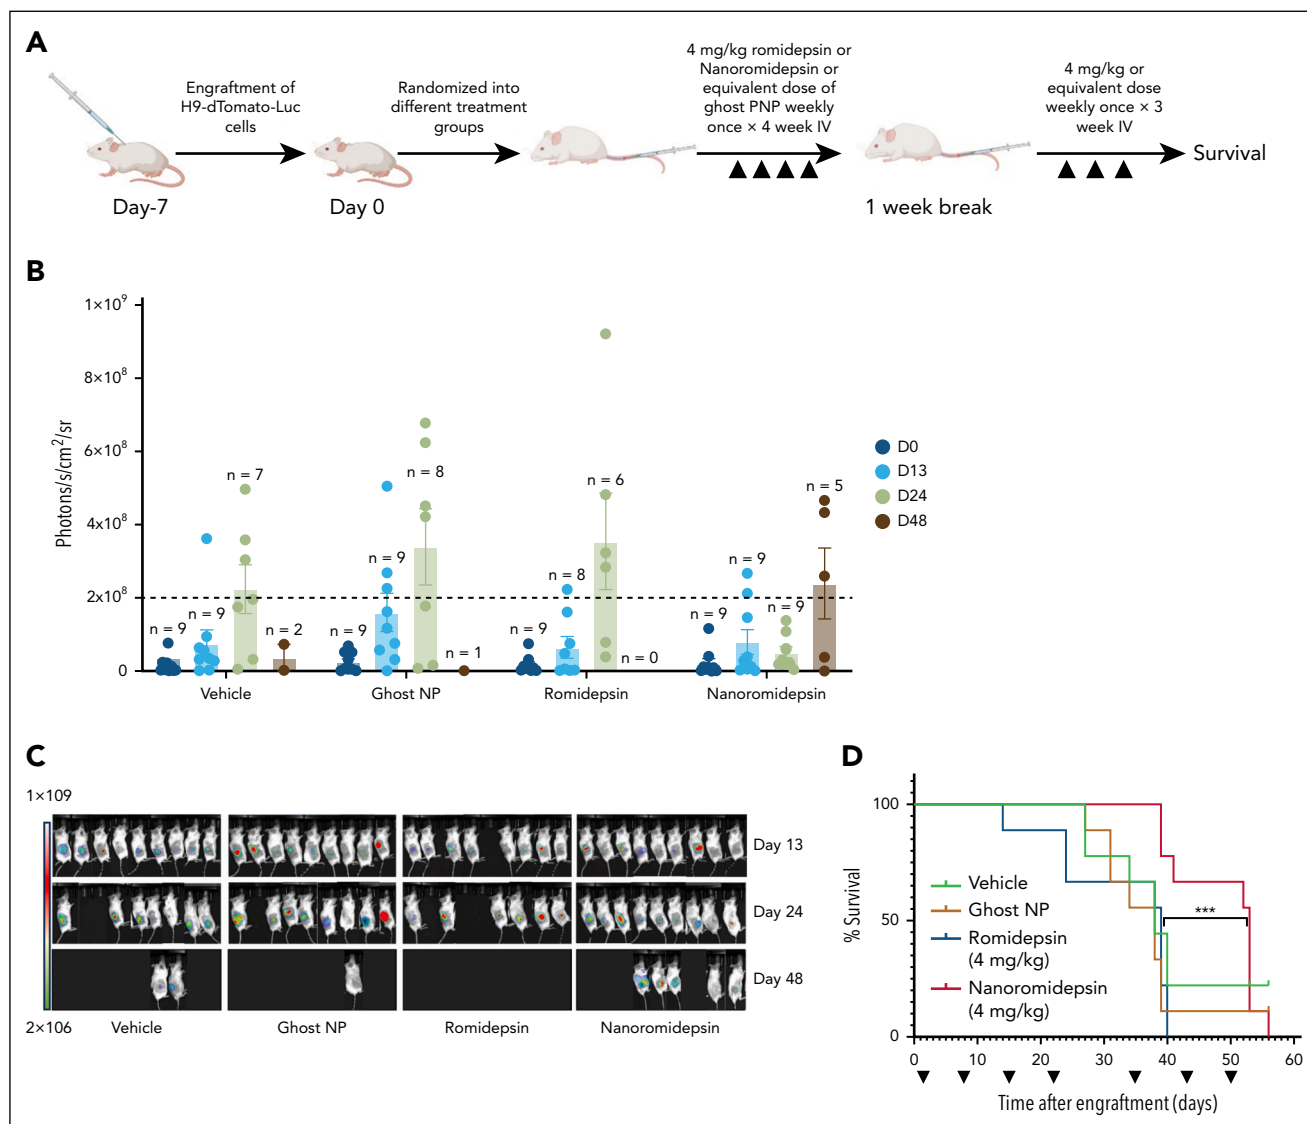 A
Engraftment of
H9-dTomato-Luc
cells
Randomized into
different treatment
groups
4 mg/kg romidepsin or
Nanoromidepsin or
equivalent dose of
ghost PNP weekly
once × 4 week IV
4 mg/kg or
equivalent dose
weekly once × 3
week IV
Survival
Day-7
Day 0
1 week break
B
Photons/s/cm²/sr
1×10⁹
8×10⁸
6×10⁸
4×10⁸
2×10⁸
0
n = 9
n = 9
n = 7
n = 2
n = 9
n = 9
n = 8
n = 1
n = 9
n = 8
n = 6
n = 0
n = 9
n = 9
n = 9
n = 5
Vehicle
Ghost NP
Romidepsin
Nanoromidepsin
D0
D13
D24
D48
C
1×109
2×106
Day 13
Day 24
Day 48
Vehicle
Ghost NP
Romidepsin
Nanoromidepsin
D
% Survival
100
50
0
Vehicle
Ghost NP
Romidepsin
(4 mg/kg)
Nanoromidepsin
(4 mg/kg)
***
0 10 20 30 40 50 60
Time after engraftment (days)